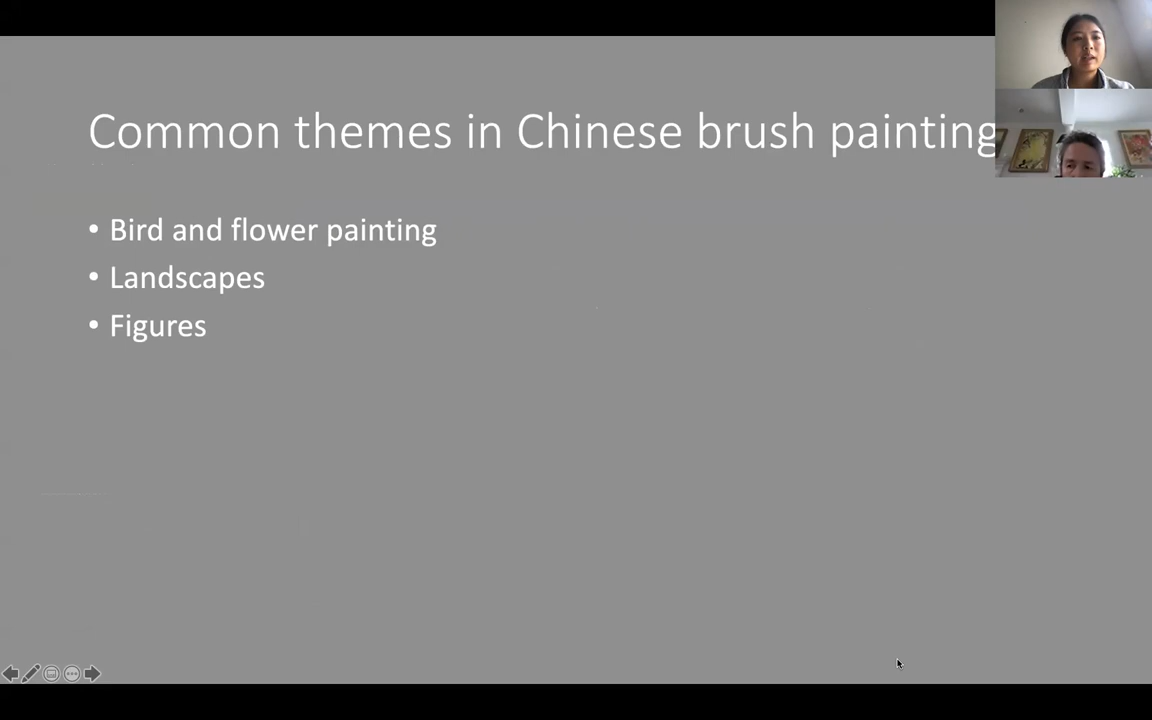 Common themes in Chinese brush painting
• Bird and flower painting
• Landscapes
• Figures